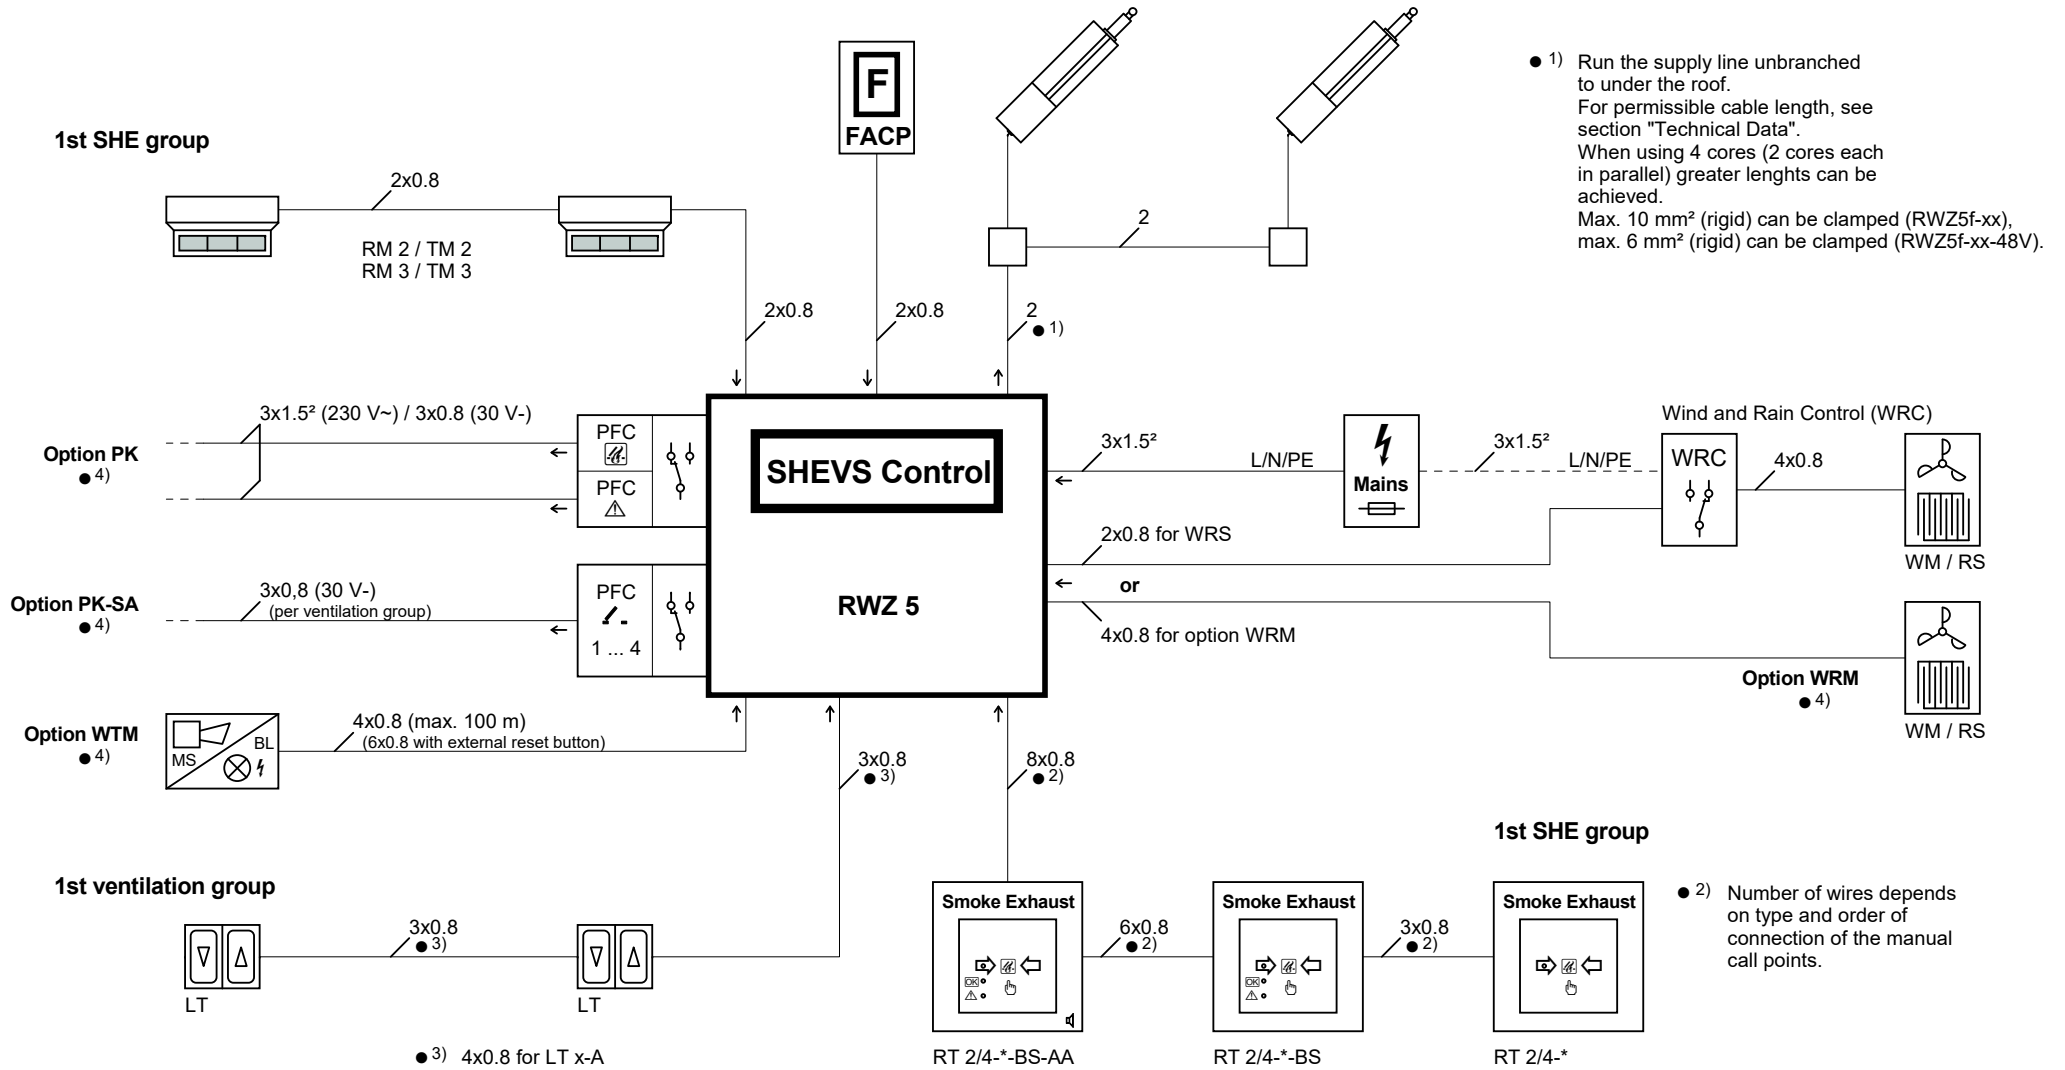 ● 1) Run the supply line unbranched
to under the roof.
For permissible cable length, see
section "Technical Data".
When using 4 cores (2 cores each
in parallel) greater lenghts can be
achieved.
Max. 10 mm² (rigid) can be clamped (RWZ5f-xx),
max. 6 mm² (rigid) can be clamped (RWZ5f-xx-48V).
F
FACP
1st SHE group
2x0.8
RM 2 / TM 2
RM 3 / TM 3
2
2x0.8
2x0.8
2
● 1)
3x1.5² (230 V~) / 3x0.8 (30 V-)
Option PK
● 4)
PFC
PFC
SHEVS Control
RWZ 5
3x1.5²
L/N/PE
Mains
3x1.5²
L/N/PE
Wind and Rain Control (WRC)
WRC
4x0.8
WM / RS
2x0.8 for WRS
or
4x0.8 for option WRM
Option WRM
● 4)
WM / RS
Option PK-SA
● 4)
3x0,8 (30 V-)
(per ventilation group)
PFC
1 ... 4
Option WTM
● 4)
MS
BL
4x0.8 (max. 100 m)
(6x0.8 with external reset button)
3x0.8
● 3)
8x0.8
● 2)
1st ventilation group
LT
3x0.8
● 3)
LT
● 3) 4x0.8 for LT x-A
1st SHE group
Smoke Exhaust
OK
RT 2/4-*-BS-AA
6x0.8
● 2)
Smoke Exhaust
OK
RT 2/4-*-BS
3x0.8
● 2)
Smoke Exhaust
RT 2/4-*
● 2) Number of wires depends
on type and order of
connection of the manual
call points.